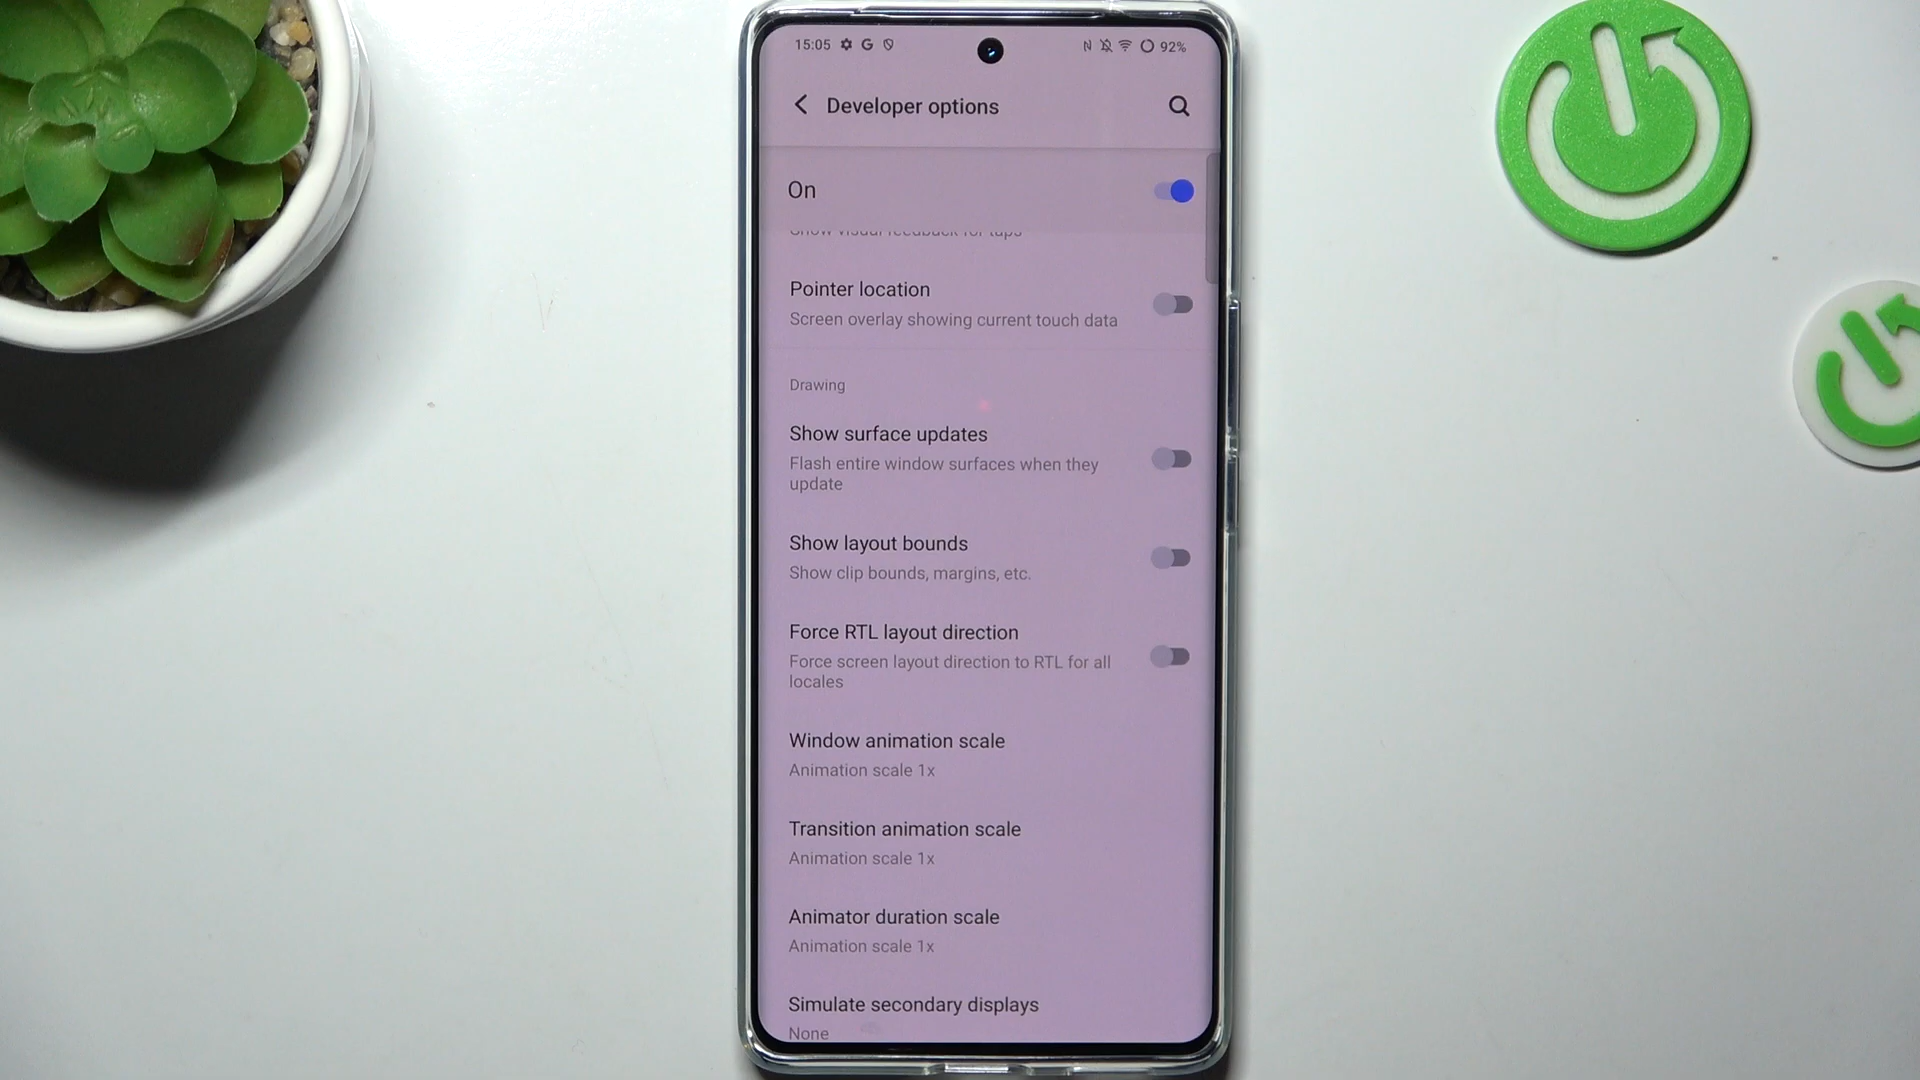 15:05 G N 92%
Developer options
On
Show visual feedback for taps
Pointer location
Screen overlay showing current touch data
Drawing
Show surface updates
Flash entire window surfaces when they
update
Show layout bounds
Show clip bounds, margins, etc.
Force RTL layout direction
Force screen layout direction to RTL for all
locales
Window animation scale
Animation scale 1x
Transition animation scale
Animation scale 1x
Animator duration scale
Animation scale 1x
Simulate secondary displays
None